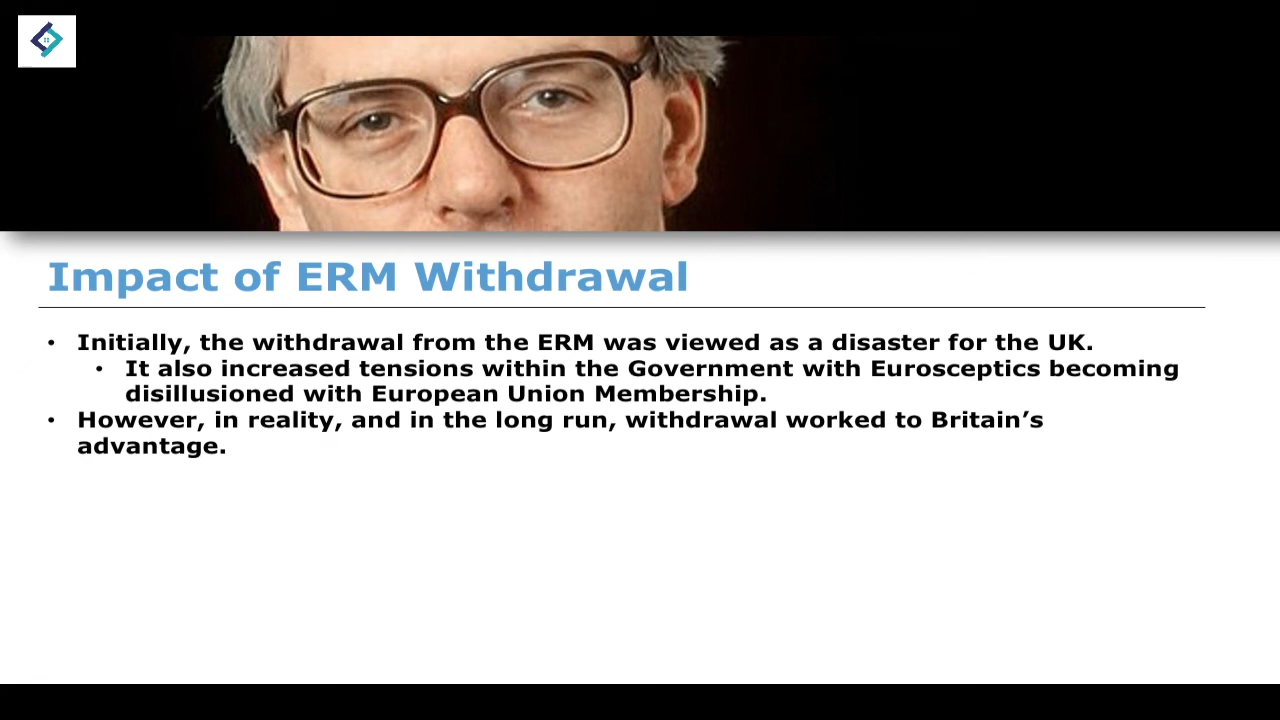 Impact of ERM Withdrawal
• Initially, the withdrawal from the ERM was viewed as a disaster for the UK.
• It also increased tensions within the Government with Eurosceptics becoming
disillusioned with European Union Membership.
• However, in reality, and in the long run, withdrawal worked to Britain’s
advantage.